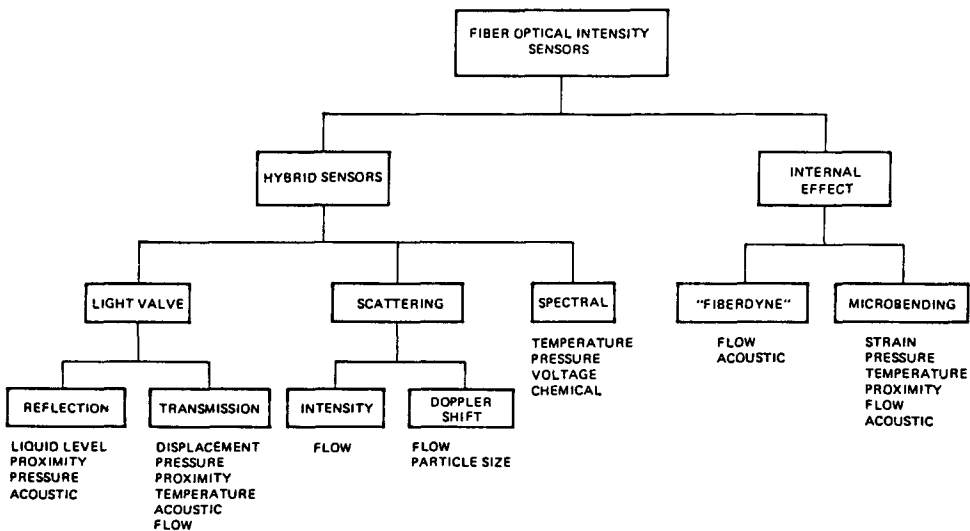 FIBER OPTICAL INTENSITY
SENSORS
HYBRID SENSORS
INTERNAL
EFFECT
LIGHT VALVE
SCATTERING
SPECTRAL
"FIBERDYNE"
MICROBENDING
TEMPERATURE
PRESSURE
VOLTAGE
CHEMICAL
FLOW
ACOUSTIC
STRAIN
PRESSURE
TEMPERATURE
PROXIMITY
FLOW
ACOUSTIC
REFLECTION
TRANSMISSION
INTENSITY
DOPPLER
SHIFT
LIQUID LEVEL
PROXIMITY
PRESSURE
ACOUSTIC
DISPLACEMENT
PRESSURE
PROXIMITY
TEMPERATURE
ACOUSTIC
FLOW
FLOW
FLOW
PARTICLE SIZE